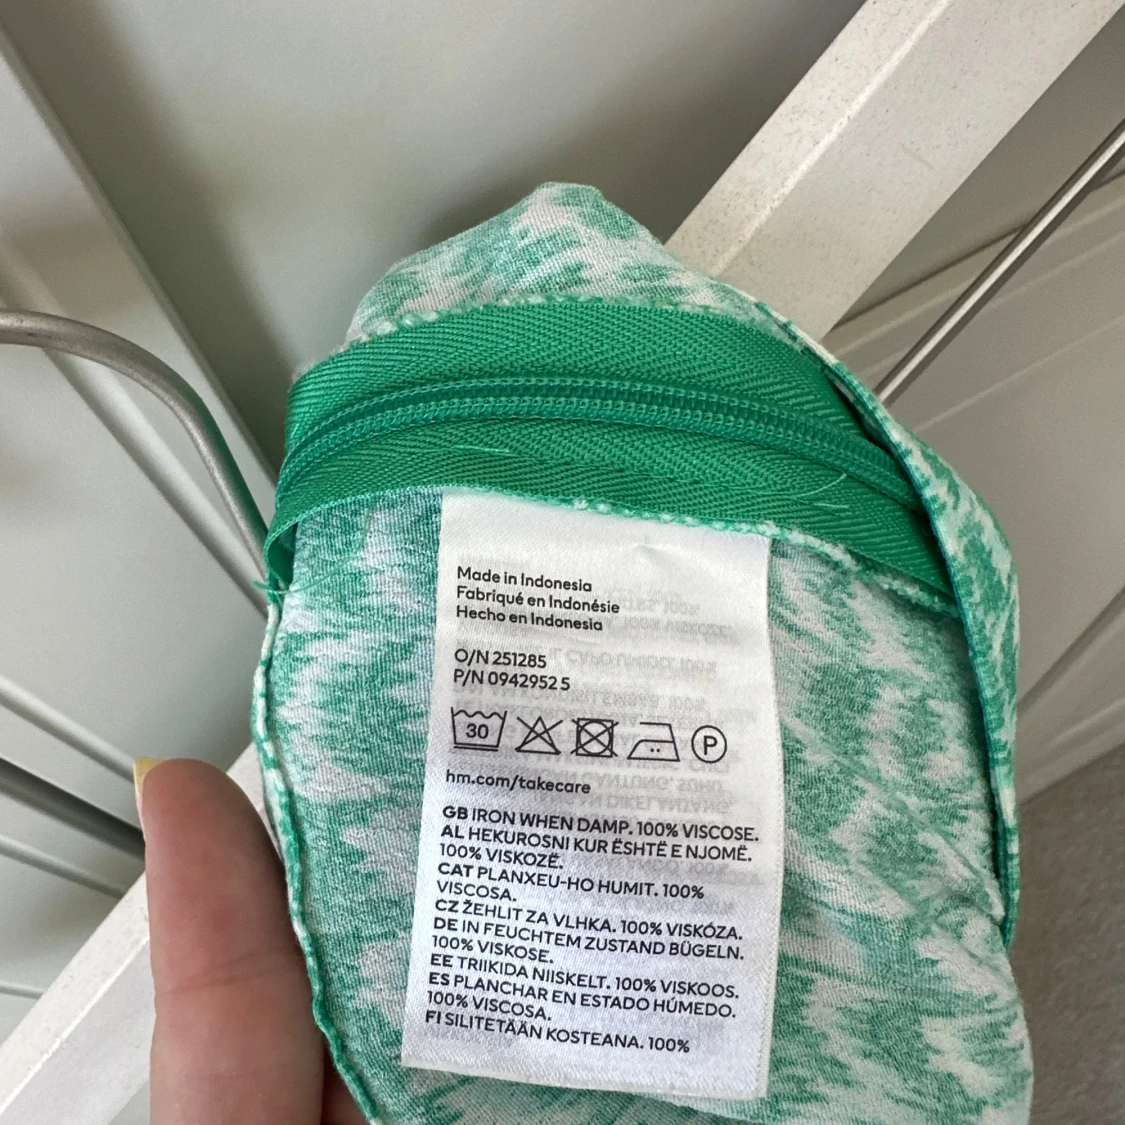 Made in Indonesia
Fabriqué en Indonésie
Hecho en Indonesia
O/N 251285
P/N 0942952 5
30 P
hm.com/takecare
GB IRON WHEN DAMP. 100% VISCOSE.
AL HEKUROSNI KUR ËSHTË E NJOMË.
100% VISKOZË.
CAT PLANXEU-HO HUMIT. 100%
VISCOSA.
CZ ŽEHLIT ZA VLHKA. 100% VISKÓZA.
DE IN FEUCHTEM ZUSTAND BÜGELN.
100% VISKOSE.
EE TRIIKIDA NIISKELT. 100% VISKOOS.
ES PLANCHAR EN ESTADO HÚMEDO.
100% VISCOSA.
FI SILITETÄÄN KOSTEANA. 100%